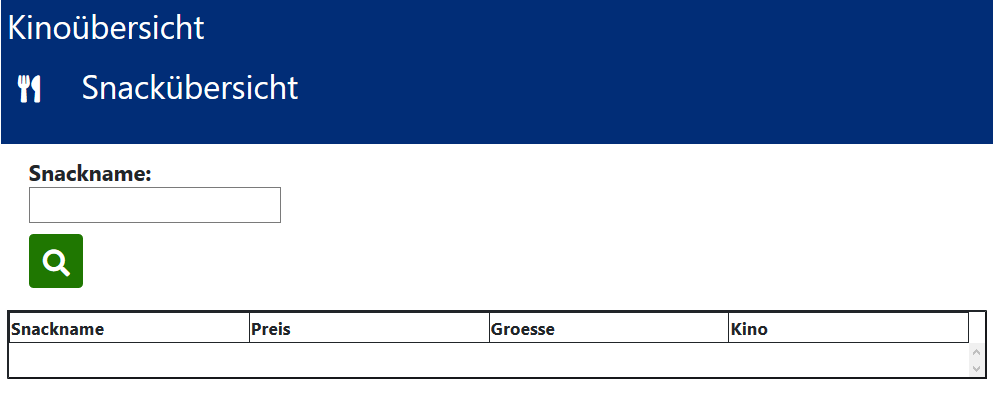 Kinoübersicht
Snackübersicht
Snackname:
Snackname Preis Groesse Kino